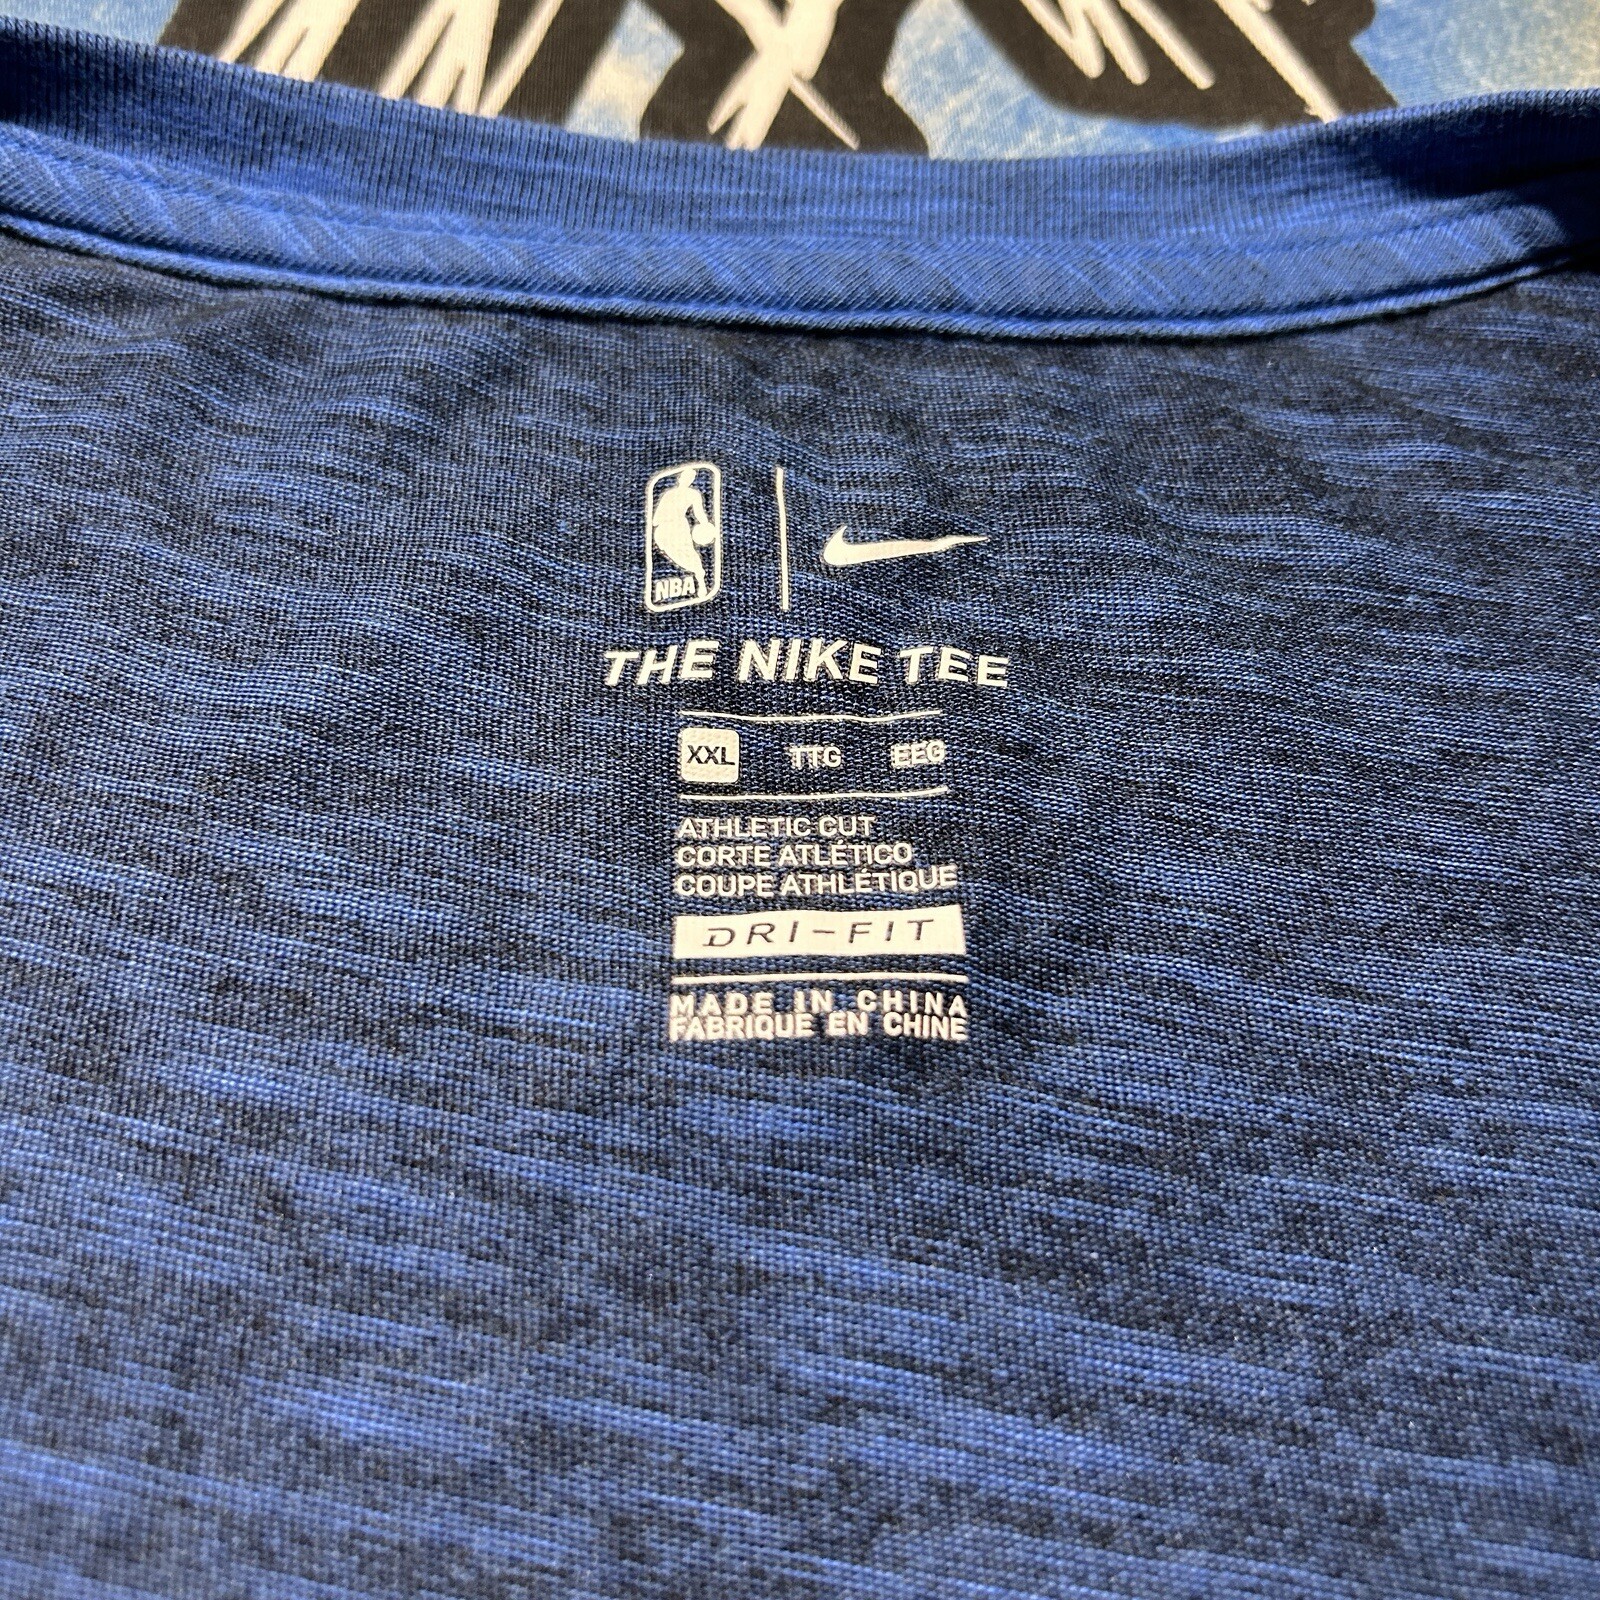 NBA
THE NIKE TEE
XXL TTG EEG
ATHLETIC CUT
CORTE ATLÉTICO
COUPE ATHLÉTIQUE
DRI-FIT
MADE IN CHINA
FABRIQUE EN CHINE